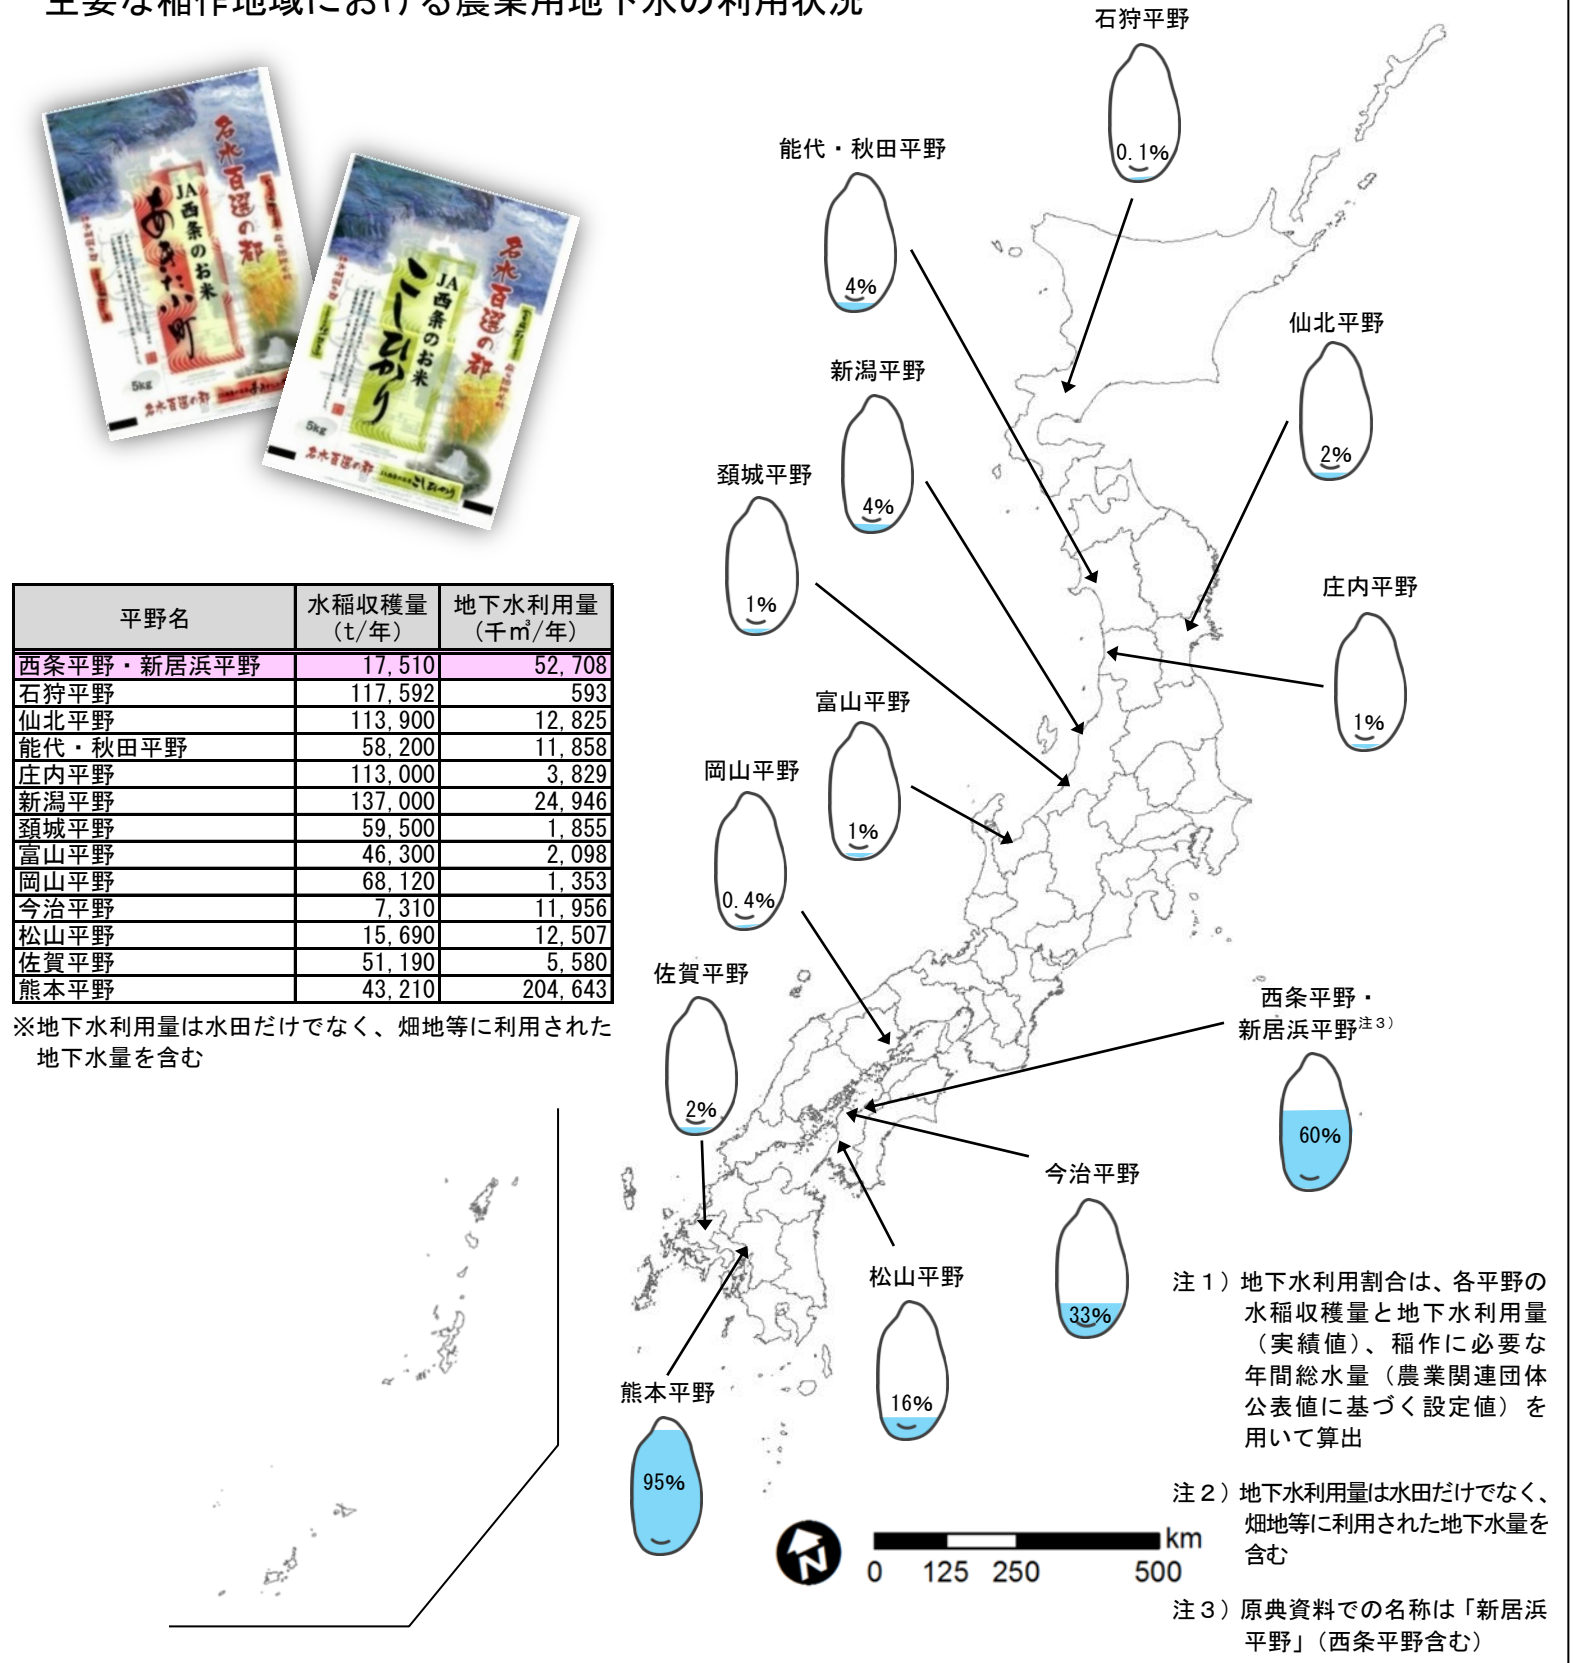 主要な稲作地域における農業用地下水の利用状況
名水百選の都
JA西条のお米
あきたこ町
5kg
名水百選の都
名水百選の都
JA西条のお米
こしひかり
5kg
名水百選の都
こしひかり
石狩平野
0.1%
能代・秋田平野
4%
仙北平野
2%
新潟平野
4%
頚城平野
1%
庄内平野
1%
富山平野
1%
岡山平野
0.4%
佐賀平野
2%
西条平野・
新居浜平野注3)
60%
今治平野
33%
松山平野
16%
熊本平野
95%
平野名 水稲収穫量 地下水利用量
(t/年) (千㎥/年)
西条平野・新居浜平野 17,510 52,708
石狩平野 117,592 593
仙北平野 113,900 12,825
能代・秋田平野 58,200 11,858
庄内平野 113,000 3,829
新潟平野 137,000 24,946
頚城平野 59,500 1,855
富山平野 46,300 2,098
岡山平野 68,120 1,353
今治平野 7,310 11,956
松山平野 15,690 12,507
佐賀平野 51,190 5,580
熊本平野 43,210 204,643
※地下水利用量は水田だけでなく、畑地等に利用された
地下水量を含む
注1)地下水利用割合は、各平野の
水稲収穫量と地下水利用量
(実績値)、稲作に必要な
年間総水量(農業関連団体
公表値に基づく設定値)を
用いて算出
注2)地下水利用量は水田だけでなく、
畑地等に利用された地下水量を
含む
注3)原典資料での名称は「新居浜
平野」(西条平野含む)
N
km
0 125 250 500